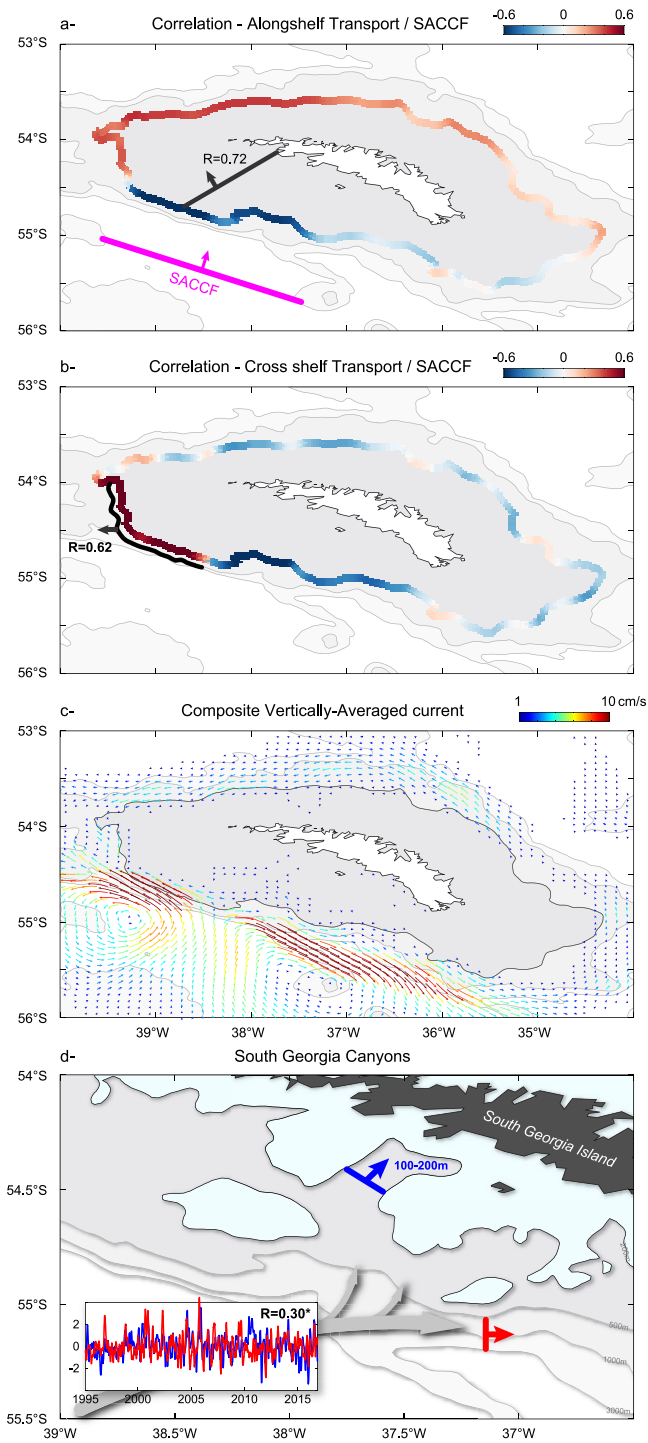 a- Correlation - Alongshelf Transport / SACCF
-0.6 0 0.6
53°S
54°S
55°S
56°S
R=0.72
SACCF
b- Correlation - Cross shelf Transport / SACCF
-0.6 0 0.6
53°S
54°S
55°S
56°S
R=0.62
c- Composite Vertically-Averaged current
1 10 cm/s
53°S
54°S
55°S
56°S
39°W 38°W 37°W 36°W 35°W
d- South Georgia Canyons
54°S
South Georgia Island
100-200m
54.5°S
200m
55°S
500m
R=0.30*
2
0
-2
1000m
1995 2000 2005 2010 2015
3000m
55.5°S
39°W 38.5°W 38°W 37.5°W 37°W